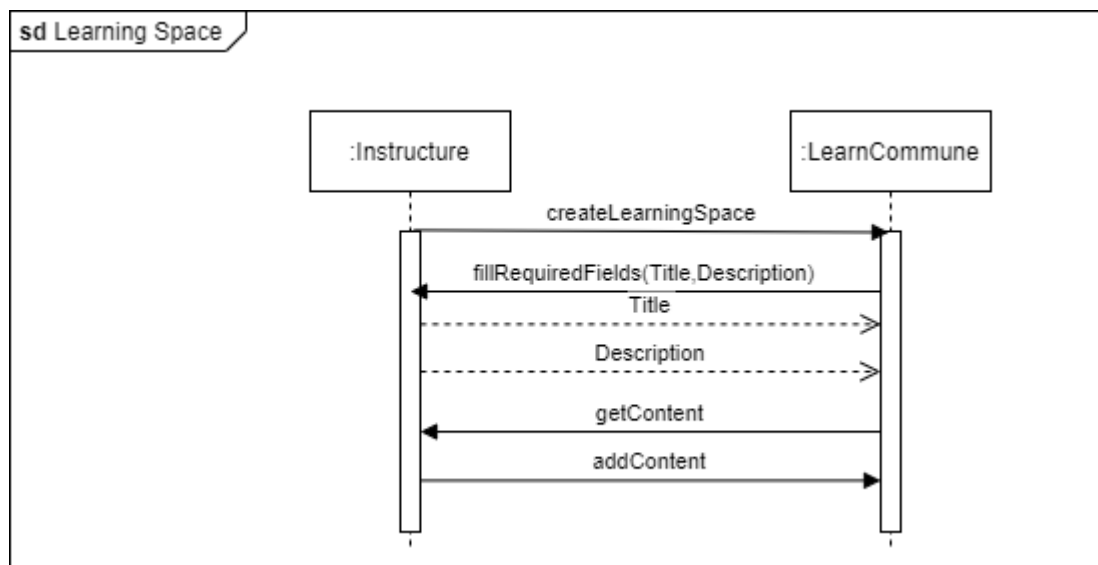 sd Learning Space
:Instructure
:LearnCommune
createLearningSpace
fillRequiredFields(Title,Description)
Title
Description
getContent
addContent